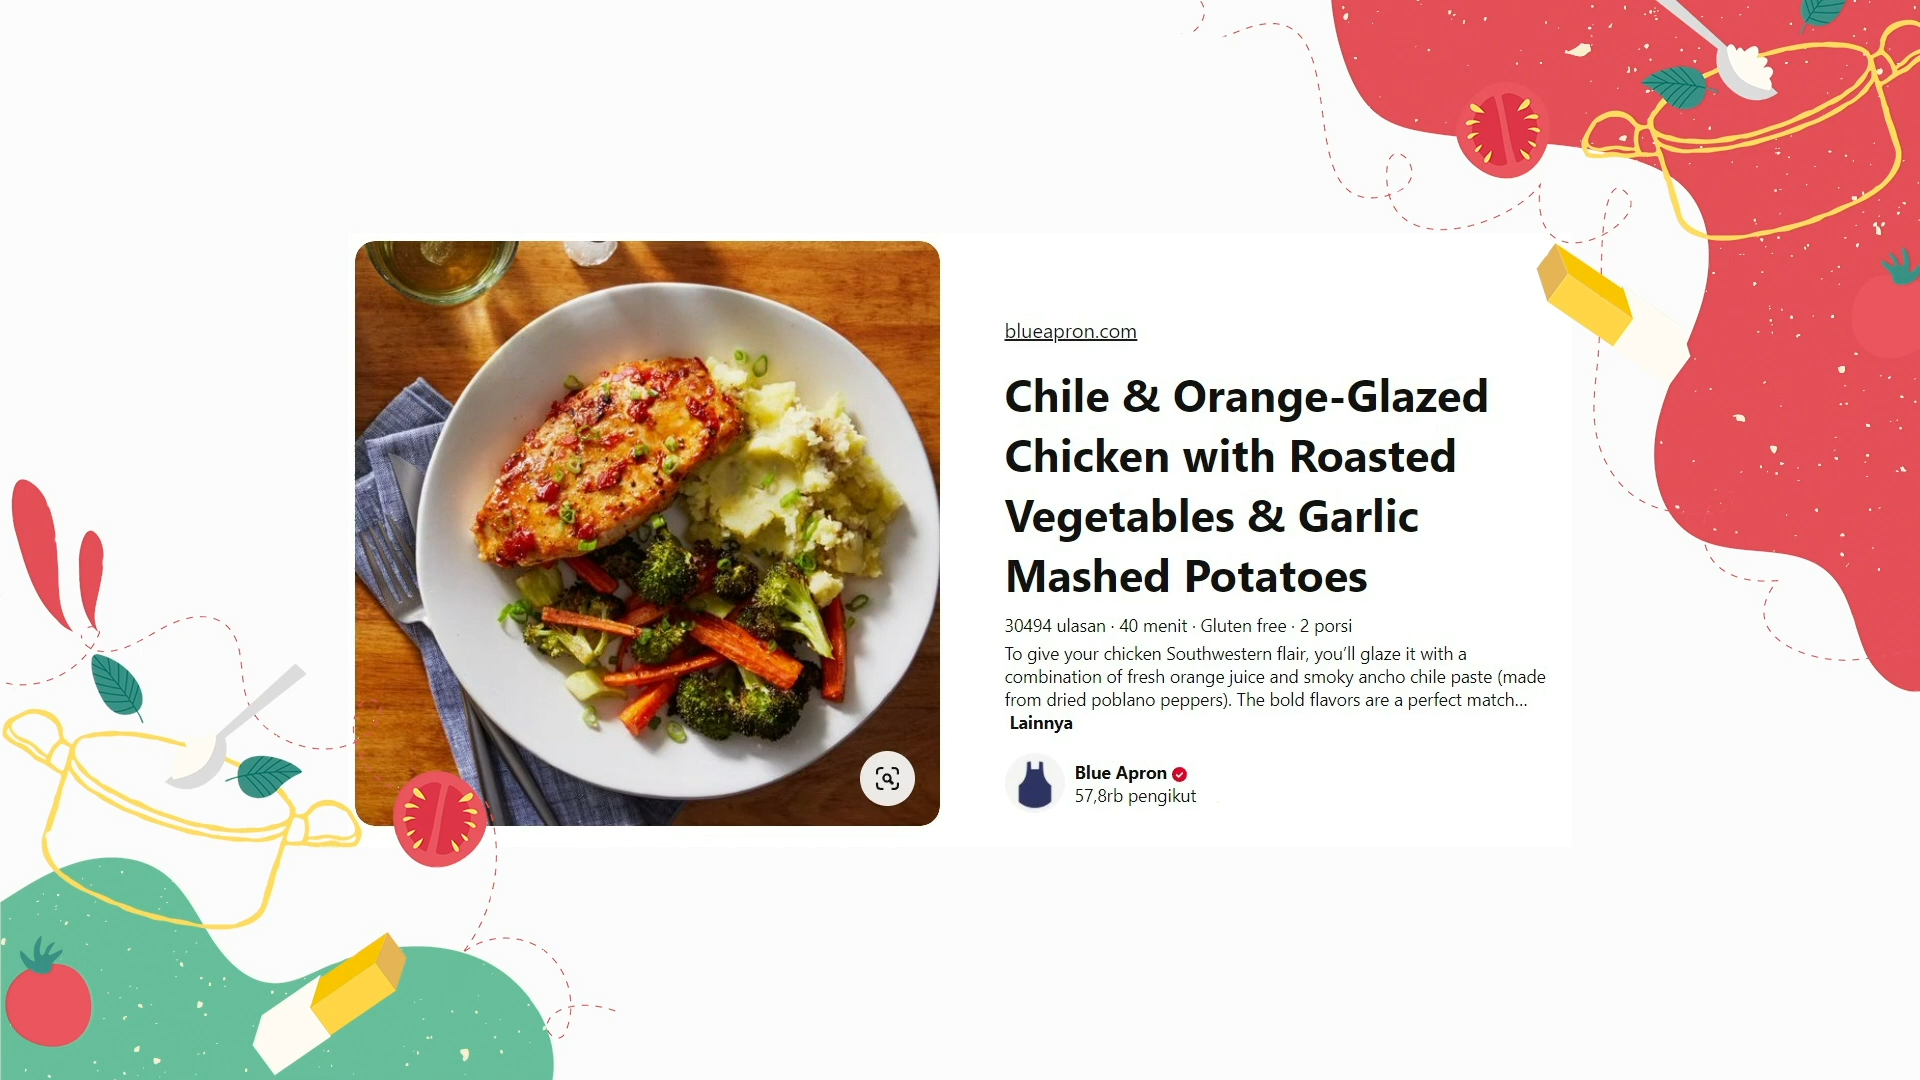 blueapron.com
Chile & Orange-Glazed
Chicken with Roasted
Vegetables & Garlic
Mashed Potatoes
30494 ulasan · 40 menit · Gluten free · 2 porsi
To give your chicken Southwestern flair, you’ll glaze it with a
combination of fresh orange juice and smoky ancho chile paste (made
from dried poblano peppers). The bold flavors are a perfect match...
Lainnya
Blue Apron
57,8rb pengikut